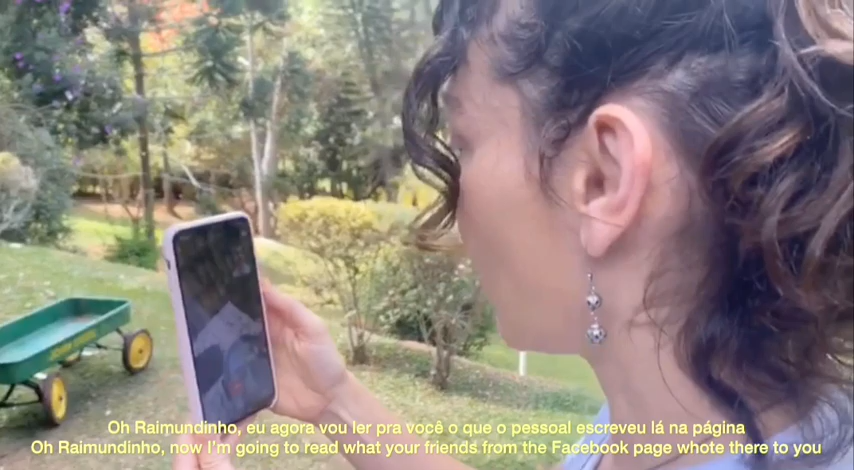 Oh Raimundinho, eu agora vou ler pra você o que o pessoal escreveu lá na página
Oh Raimundinho, now I'm going to read what your friends from the Facebook page whote there to you